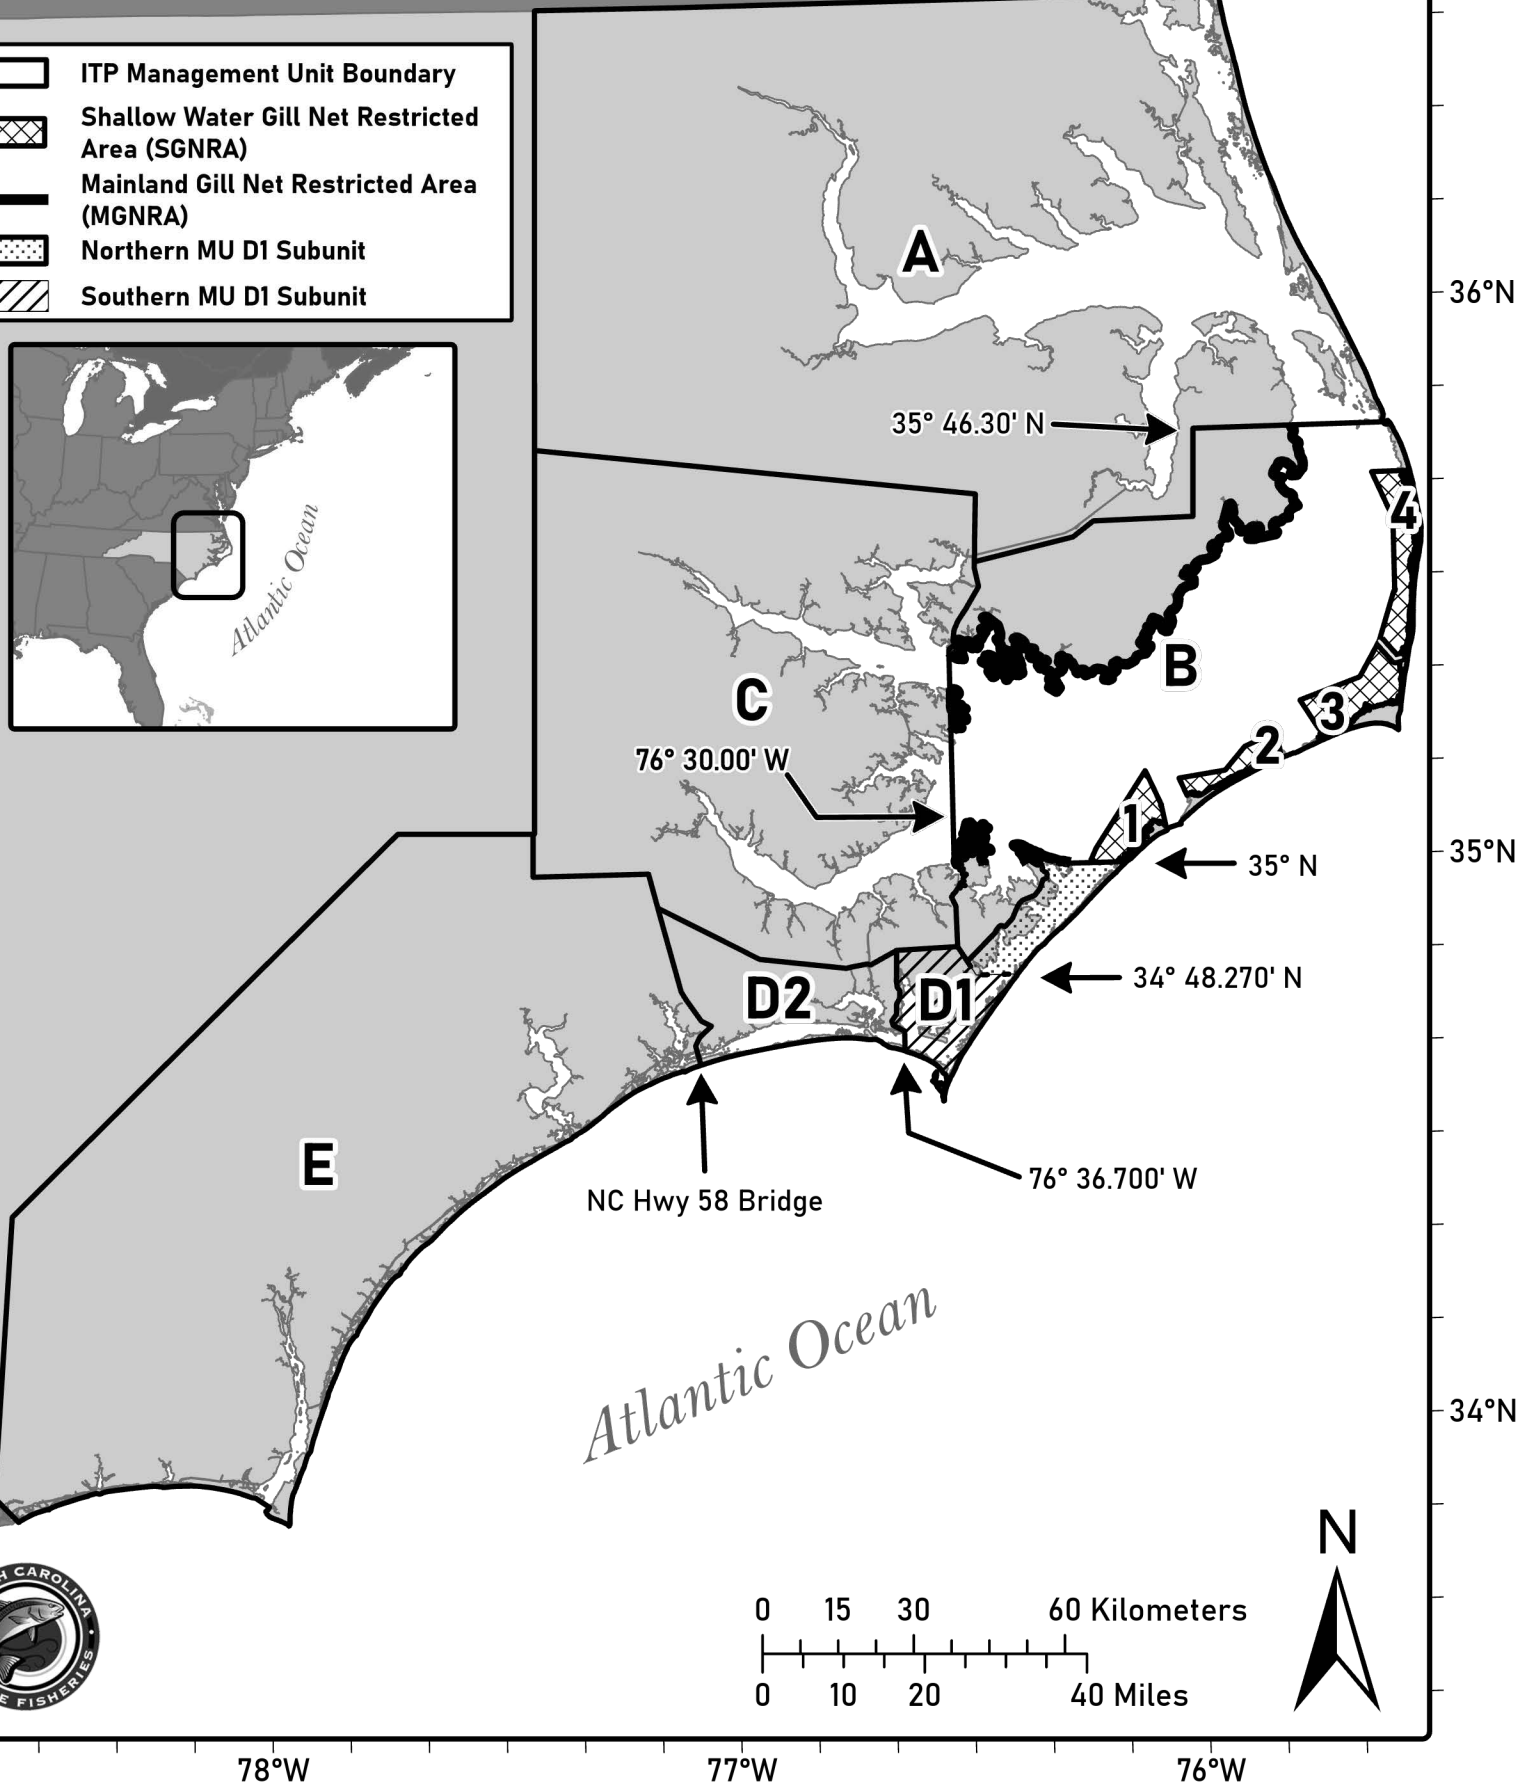 ITP Management Unit Boundary
Shallow Water Gill Net Restricted
Area (SGNRA)
Mainland Gill Net Restricted Area
(MGNRA)
Northern MU D1 Subunit
Southern MU D1 Subunit
Atlantic Ocean
A
36°N
35° 46.30' N
4
B
C
3
2
76° 30.00' W
1
35°N
35° N
34° 48.270' N
D2
D1
E
76° 36.700' W
NC Hwy 58 Bridge
Atlantic Ocean
34°N
N
H CAROLINA
E FISHERIES
0 15 30 60 Kilometers
0 10 20 40 Miles
78°W 77°W 76°W